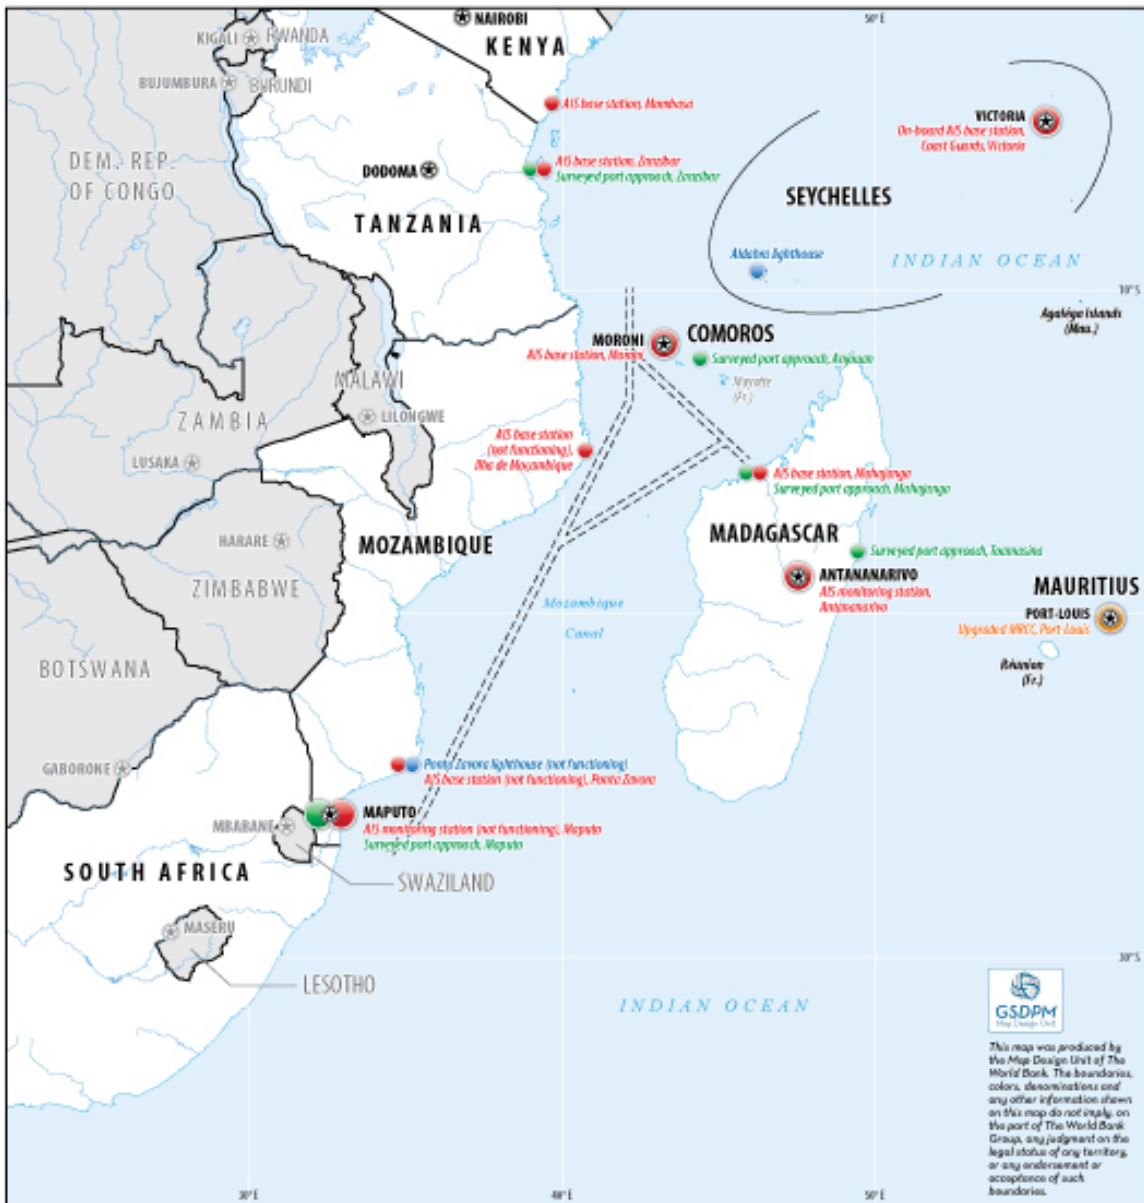 50°E
NAIROBI
KENYA
KIGALI
RWANDA
BUJUMBURA
BURUNDI
AIS base station, Mombasa
VICTORIA
On-board AIS base station,
Coast Guards, Victoria
DEM. REP.
OF CONGO
DODOMA
AIS base station, Zanzibar
Surveyed port approach, Zanzibar
SEYCHELLES
TANZANIA
Aldabra lighthouse
INDIAN OCEAN
10°S
Agaléga Islands
(Mau.)
MORONI
COMOROS
AIS base station, Moroni
Surveyed port approach, Anjouan
Mayotte
(Fr.)
MALAWI
LILONGWE
ZAMBIA
LUSAKA
AIS base station
(not functioning),
Ilha de Moçambique
AIS base station, Mahajanga
Surveyed port approach, Mahajanga
MADAGASCAR
HARARE
MOZAMBIQUE
Surveyed port approach, Toamasina
ZIMBABWE
ANTANANARIVO
AIS monitoring station,
Antananarivo
MAURITIUS
PORT-LOUIS
Upgraded MRCC, Port-Louis
Mozambique
Canal
Réunion
(Fr.)
BOTSWANA
GABORONE
Ponta Zavora lighthouse (not functioning)
AIS base station (not functioning), Ponta Zavora
MAPUTO
AIS monitoring station (not functioning), Maputo
Surveyed port approach, Maputo
MBABANE
SOUTH AFRICA
SWAZILAND
MASERU
LESOTHO
30°S
INDIAN OCEAN
GSDPM
Map Design Unit
This map was produced by
the Map Design Unit of The
World Bank. The boundaries,
colors, denominations and
any other information shown
on this map do not imply, on
the part of The World Bank
Group, any judgment on the
legal status of any territory,
or any endorsement or
acceptance of such
boundaries.
30°E
40°E
50°E